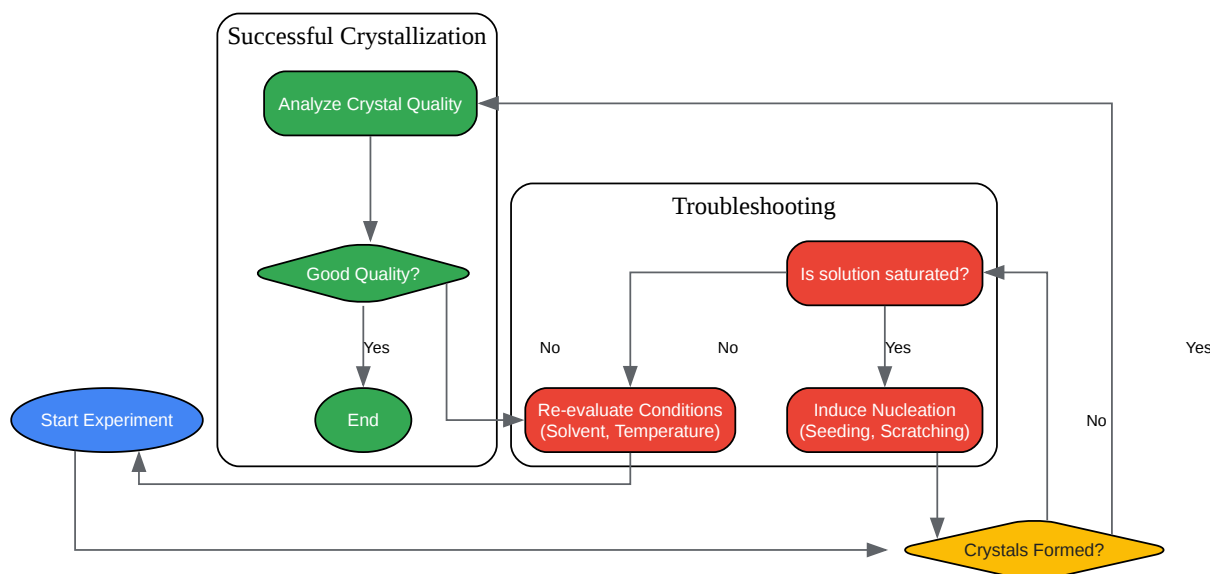 Successful Crystallization
Analyze Crystal Quality
Troubleshooting
Good Quality?
Is solution saturated?
Yes
No
No
Yes
Yes
Start Experiment
End
Re-evaluate Conditions
(Solvent, Temperature)
Induce Nucleation
(Seeding, Scratching)
No
Crystals Formed?